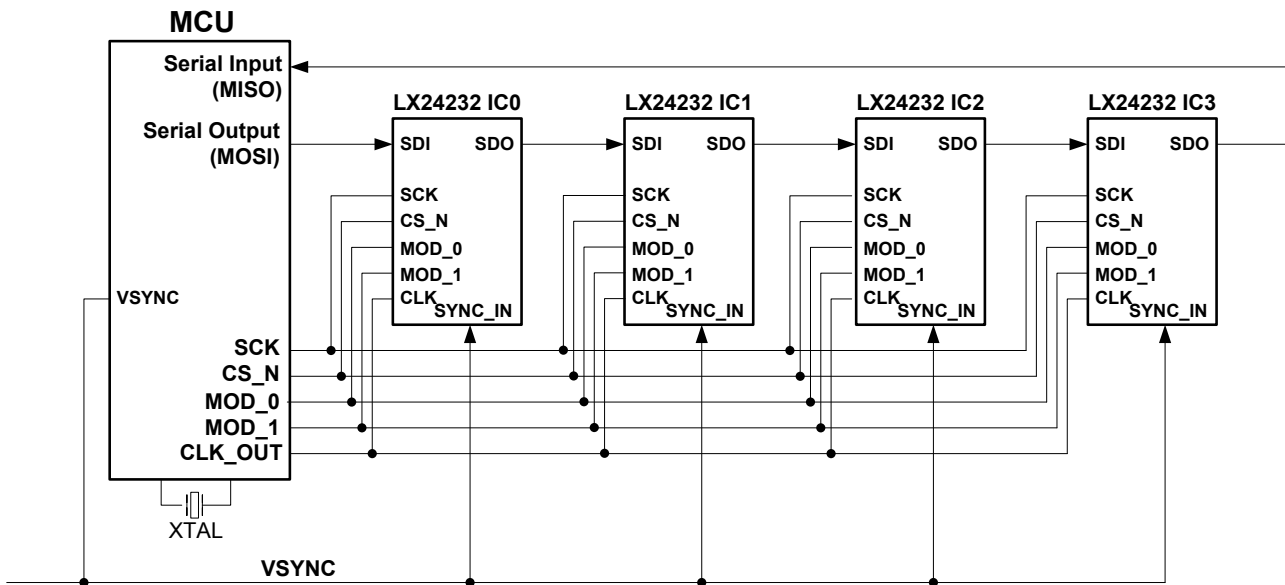 MCU
Serial Input
(MISO)
Serial Output
(MOSI)
VSYNC
SCK
CS_N
MOD_0
MOD_1
CLK_OUT
XTAL
VSYNC
LX24232 IC0
SDI SDO
SCK
CS_N
MOD_0
MOD_1
CLK
SYNC_IN
LX24232 IC1
SDI SDO
SCK
CS_N
MOD_0
MOD_1
CLK
SYNC_IN
LX24232 IC2
SDI SDO
SCK
CS_N
MOD_0
MOD_1
CLK
SYNC_IN
LX24232 IC3
SDI SDO
SCK
CS_N
MOD_0
MOD_1
CLK
SYNC_IN